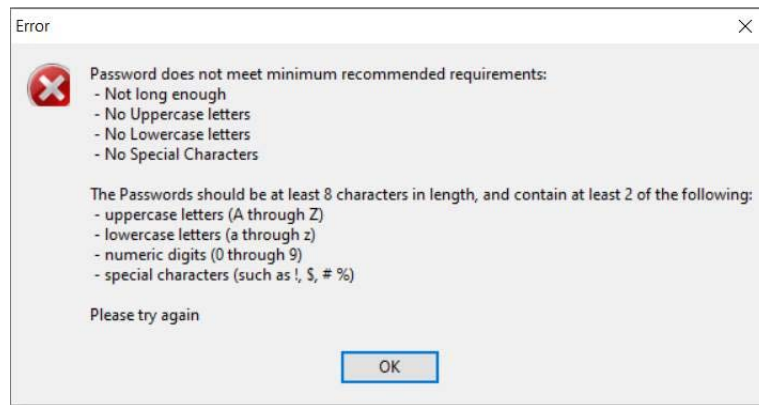 Error
Password does not meet minimum recommended requirements:
- Not long enough
- No Uppercase letters
- No Lowercase letters
- No Special Characters
The Passwords should be at least 8 characters in length, and contain at least 2 of the following:
- uppercase letters (A through Z)
- lowercase letters (a through z)
- numeric digits (0 through 9)
- special characters (such as !, $, # %)
Please try again
OK